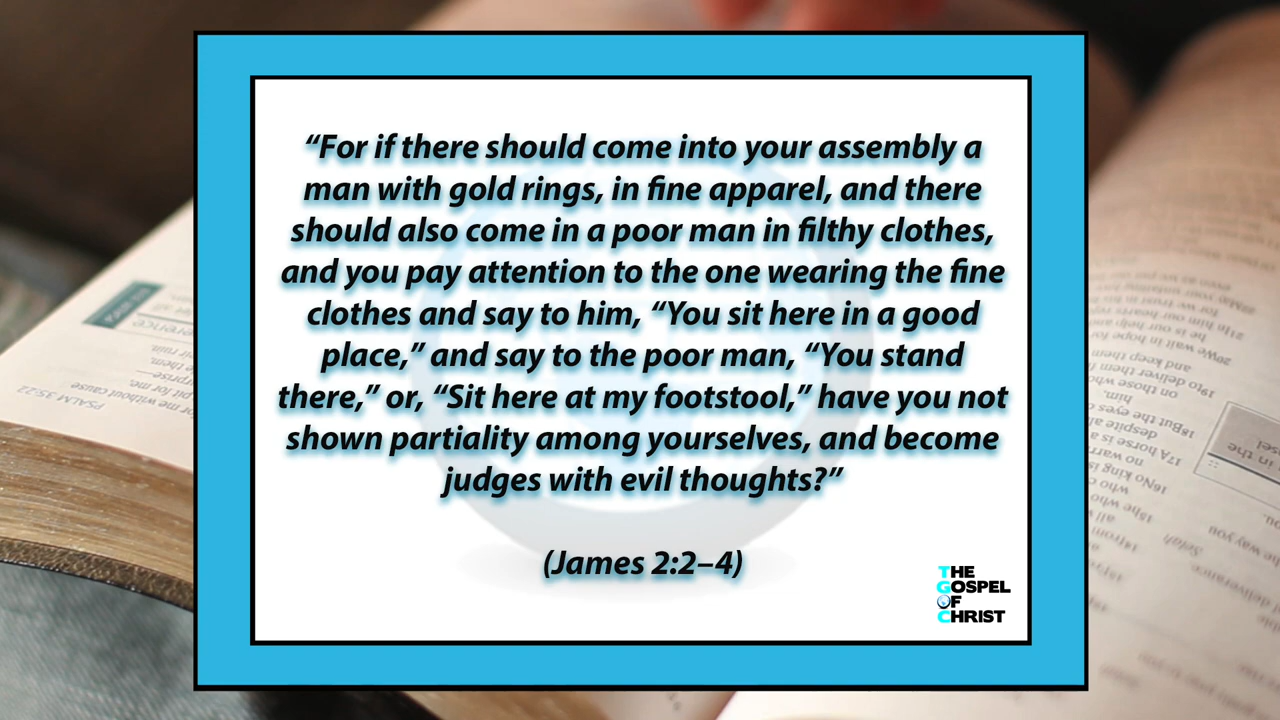 “For if there should come into your assembly a
man with gold rings, in fine apparel, and there
should also come in a poor man in filthy clothes,
and you pay attention to the one wearing the fine
clothes and say to him, “You sit here in a good
place,” and say to the poor man, “You stand
there,” or, “Sit here at my footstool,” have you not
shown partiality among yourselves, and become
judges with evil thoughts?”
(James 2:2–4)
THE
GOSPEL
OF
CHRIST
PSALM 35:22